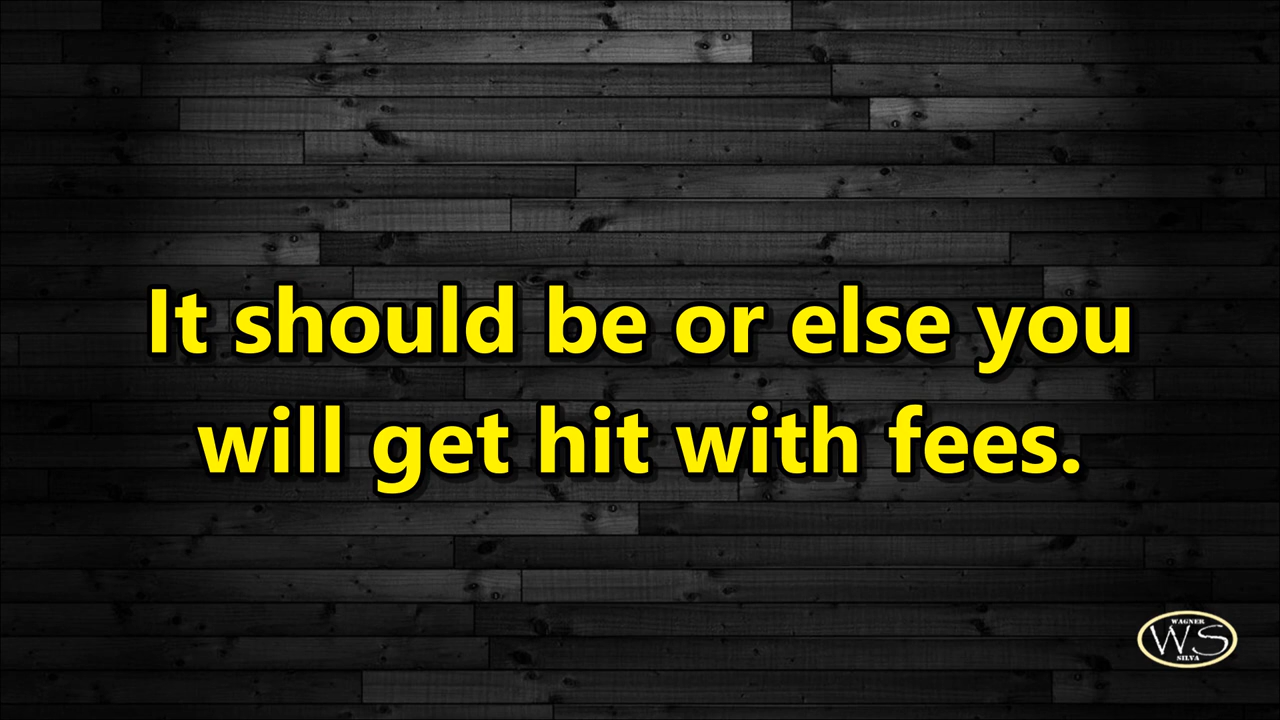 It should be or else you
will get hit with fees.
WAGNER
WS
SILVA